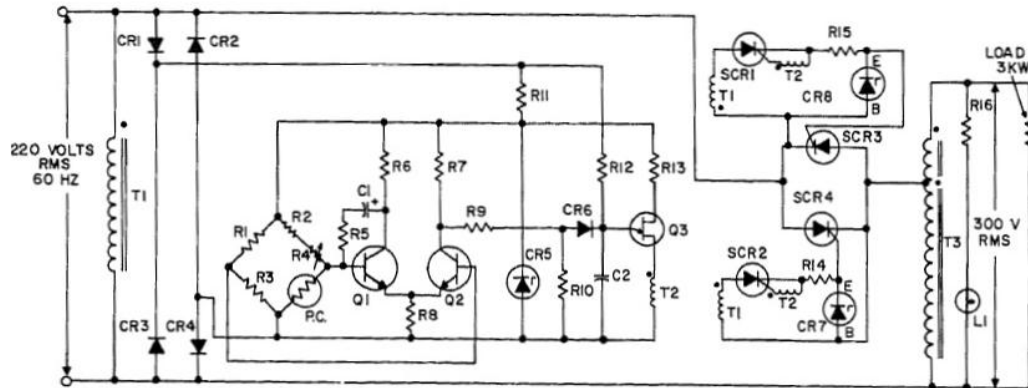 220 VOLTS
RMS
60 HZ
T1
CR1
CR2
CR3
CR4
R1
R2
R3
R4
P.C.
R5
C1
+
R6
Q1
R7
Q2
R8
R9
R11
CR5
R10
CR6
R12
C2
R13
Q3
T2
SCR1
T2
R15
T1
CR8
E
B
SCR3
SCR4
SCR2
T2
R14
T1
CR7
E
B
T3
R16
L1
300 V
RMS
LOAD
3KW